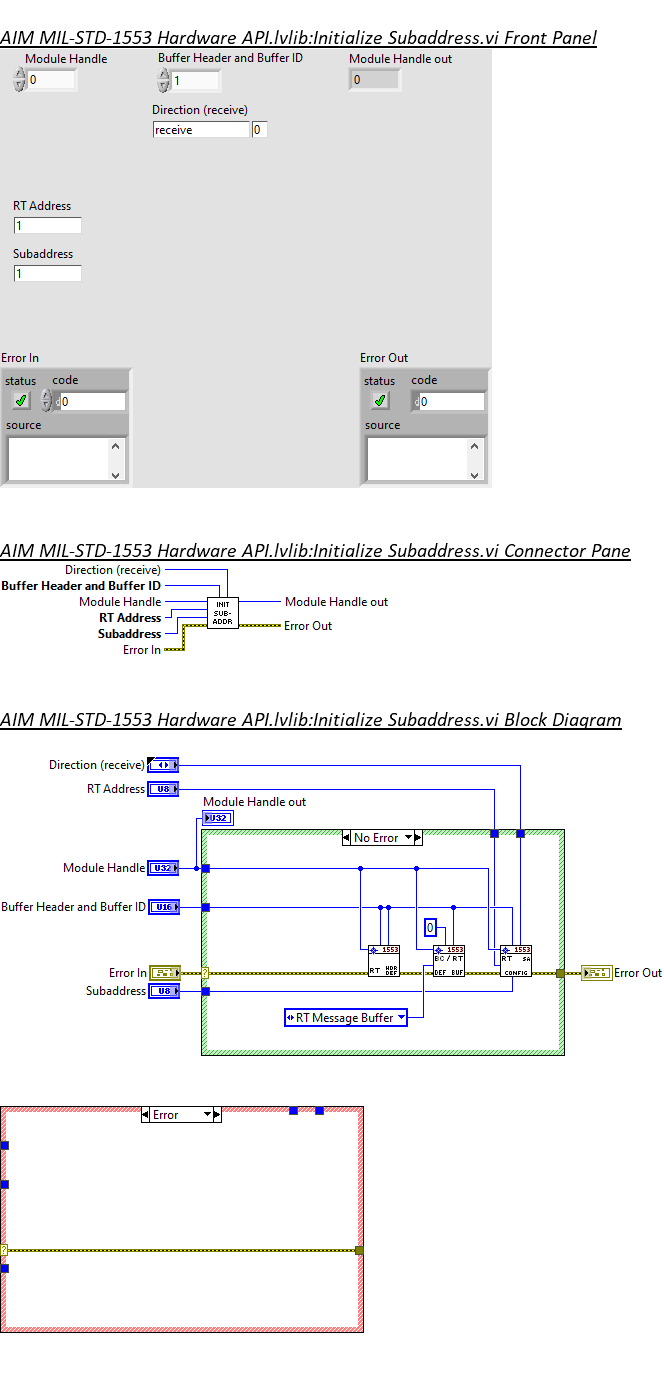 AIM MIL-STD-1553 Hardware API.lvlib:Initialize Subaddress.vi Front Panel
Module Handle Buffer Header and Buffer ID Module Handle out
0 1 0
Direction (receive)
receive 0
RT Address
1
Subaddress
1
Error In Error Out
status code status code
d0 d0
source source
AIM MIL-STD-1553 Hardware API.lvlib:Initialize Subaddress.vi Connector Pane
Direction (receive)
Buffer Header and Buffer ID
Module Handle INIT Module Handle out
RT Address SUB-
Subaddress ADDR Error Out
Error In
AIM MIL-STD-1553 Hardware API.lvlib:Initialize Subaddress.vi Block Diagram
Direction (receive)
RT Address U8
Module Handle out
U32
No Error
Module Handle U32
Buffer Header and Buffer ID U16
0
1553 1553 1553
RT HDR DEF BC/RT DEF BUF RT SA CONFIG
Error In ? Error Out
Subaddress U8
RT Message Buffer
Error
?